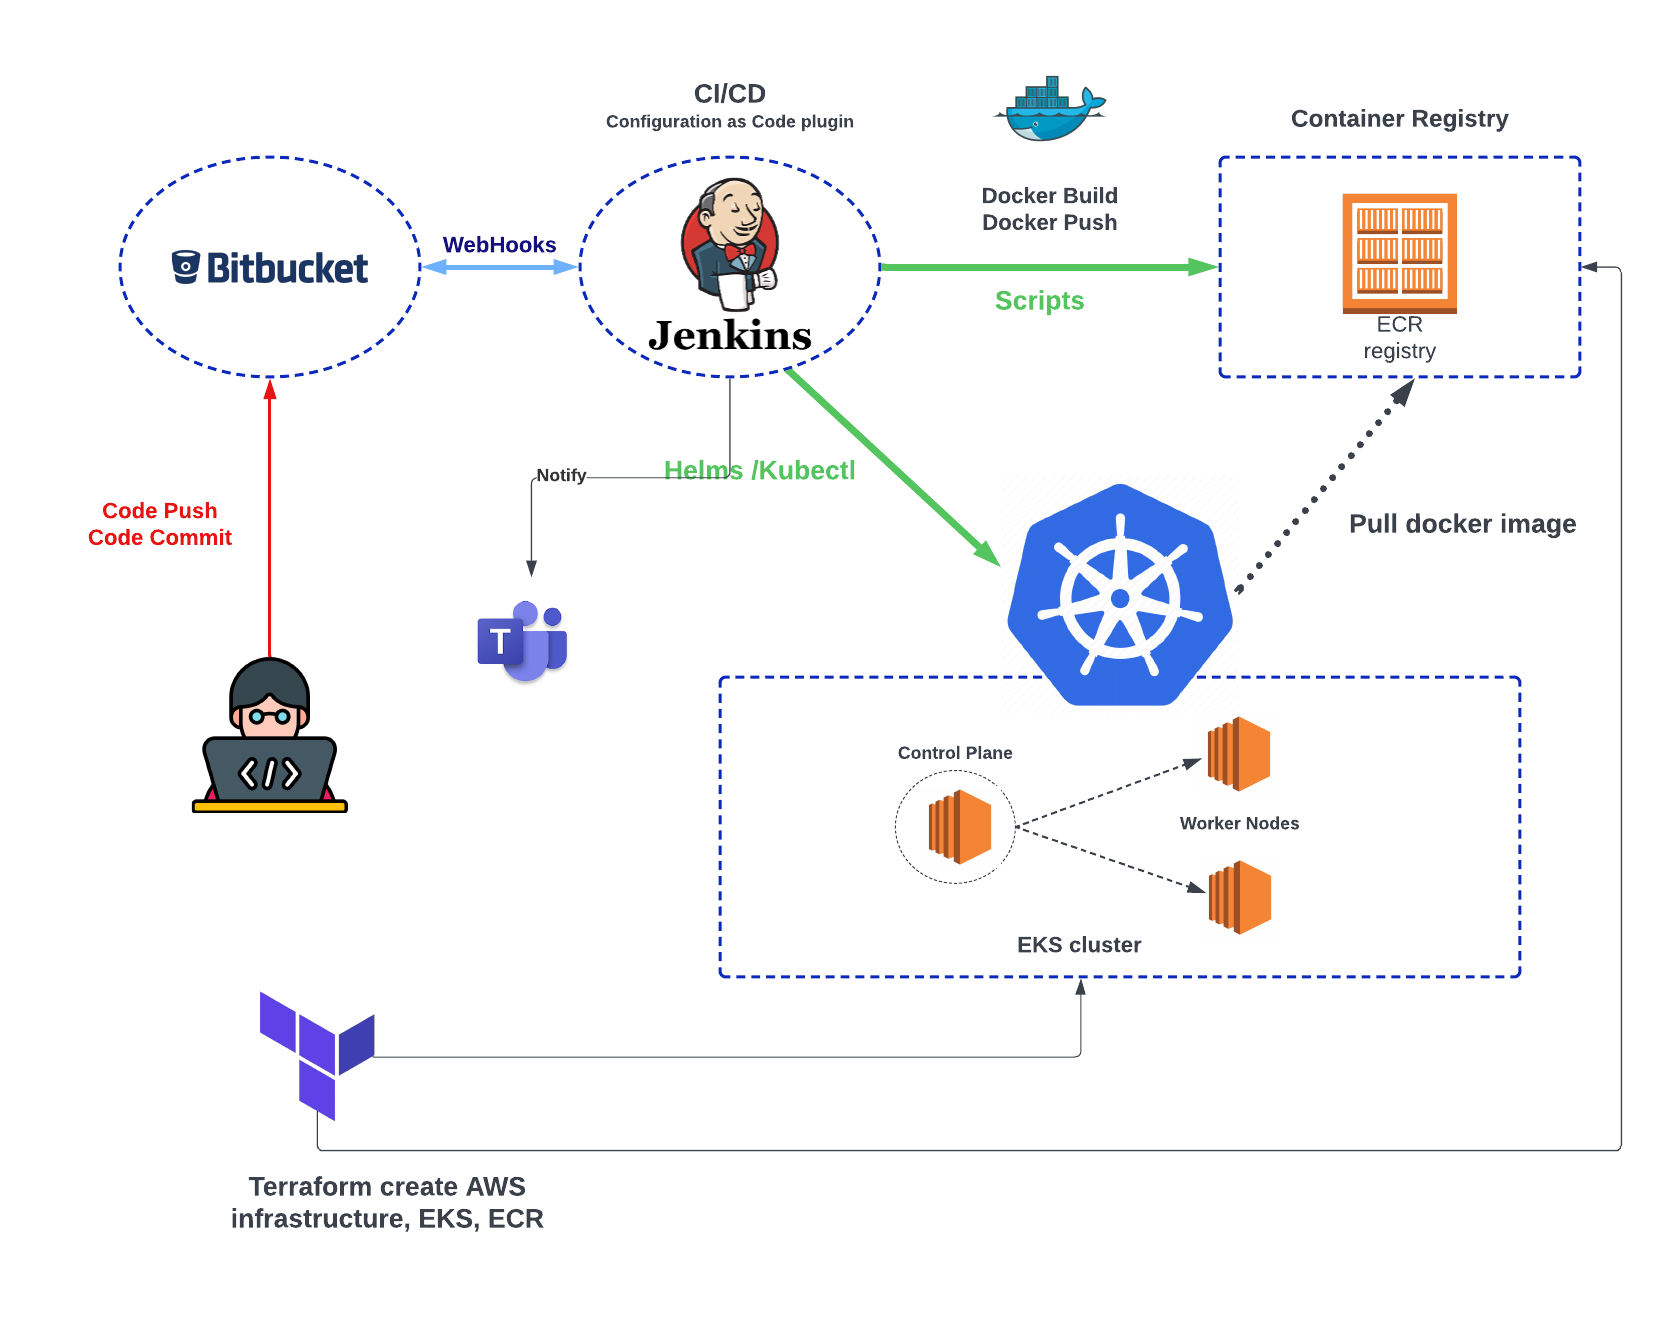 CI/CD
Configuration as Code plugin
Container Registry
Docker Build
Docker Push
WebHooks
Bitbucket
Jenkins
Scripts
ECR
registry
Helms /Kubectl
Notify
Code Push
Code Commit
Pull docker image
T
</>
Control Plane
Worker Nodes
EKS cluster
Terraform create AWS
infrastructure, EKS, ECR